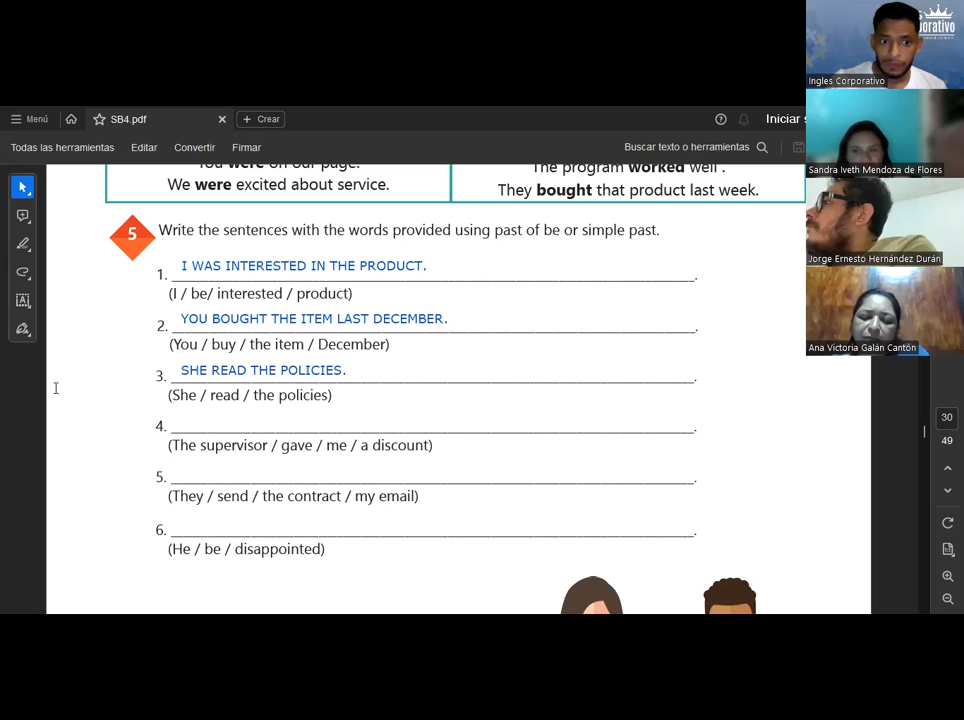 Ingles Corporativo
Menú
SB4.pdf
Crear
Iniciar s
Todas las herramientas
Editar
Convertir
Firmar
Buscar texto o herramientas
Sandra Iveth Mendoza de Flores
You were on our page.
The program worked well .
We were excited about service.
They bought that product last week.
5 Write the sentences with the words provided using past of be or simple past.
1. I WAS INTERESTED IN THE PRODUCT. .
(I / be/ interested / product)
2. YOU BOUGHT THE ITEM LAST DECEMBER. .
(You / buy / the item / December)
3. SHE READ THE POLICIES. .
(She / read / the policies)
4. .
(The supervisor / gave / me / a discount)
5. .
(They / send / the contract / my email)
6. .
(He / be / disappointed)
Jorge Ernesto Hernández Durán
Ana Victoria Galán Cantón
30
49